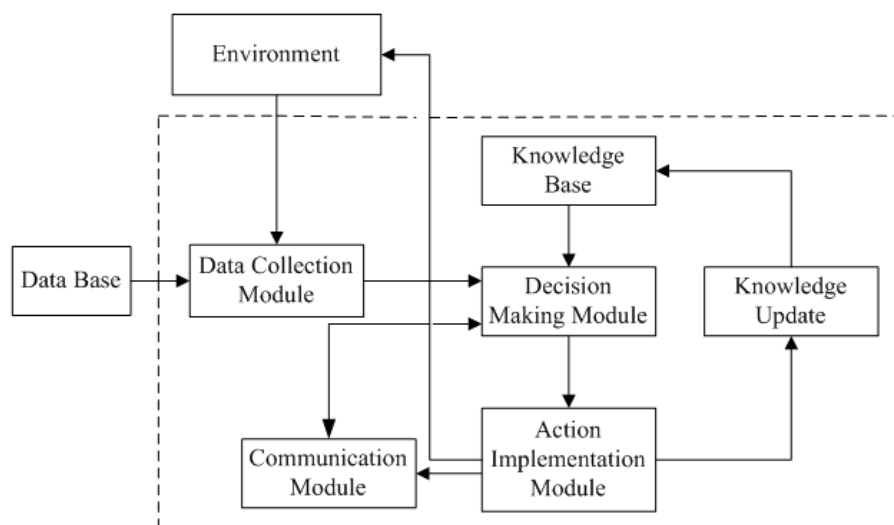 Environment
Knowledge
Base
Data Base
Data Collection
Module
Decision
Making Module
Knowledge
Update
Communication
Module
Action
Implementation
Module